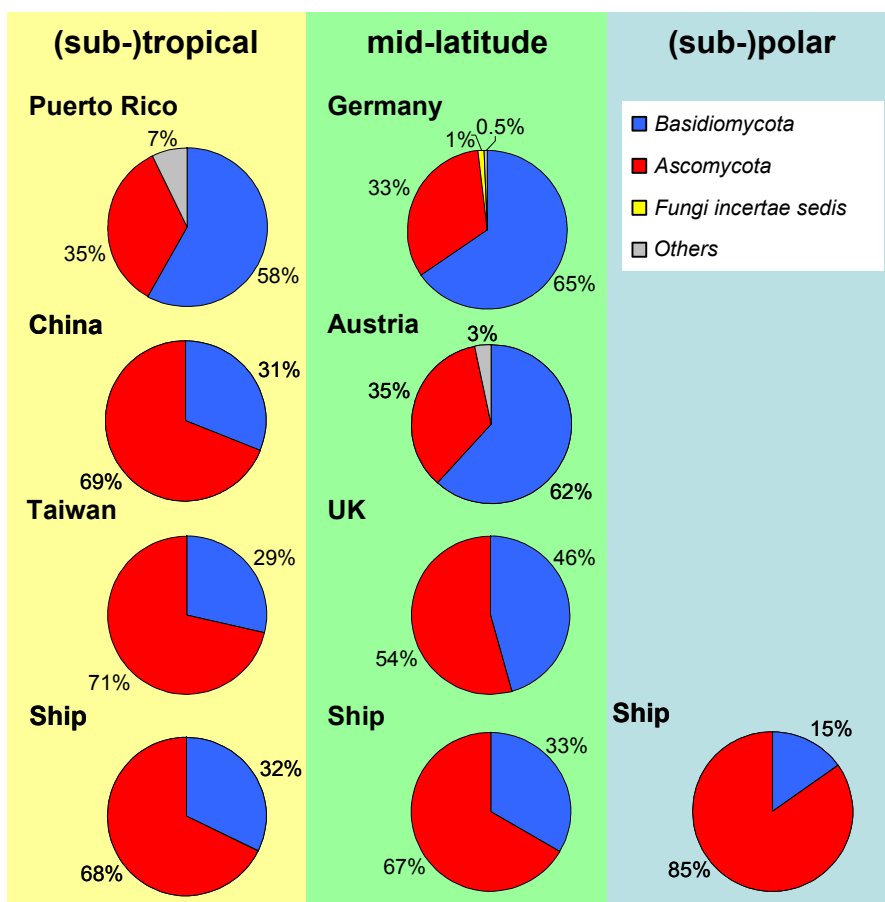 (sub-)tropical
mid-latitude
(sub-)polar
Puerto Rico
7%
35%
58%
Germany
1%
0.5%
33%
65%
Basidiomycota
Ascomycota
Fungi incertae sedis
Others
China
31%
69%
Austria
3%
35%
62%
Taiwan
29%
71%
UK
46%
54%
Ship
32%
68%
Ship
33%
67%
Ship
15%
85%